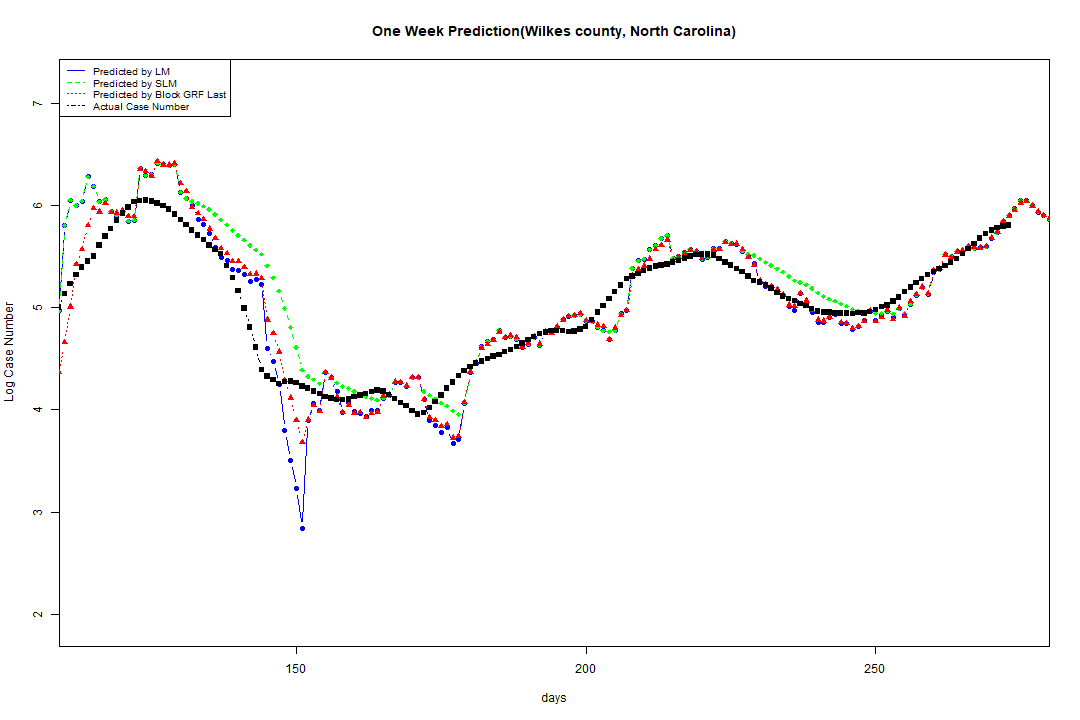 One Week Prediction(Wilkes county, North Carolina)
Predicted by LM
Predicted by SLM
Predicted by Block GRF Last
Actual Case Number
7
6
5
4
3
2
Log Case Number
150 200 250
days